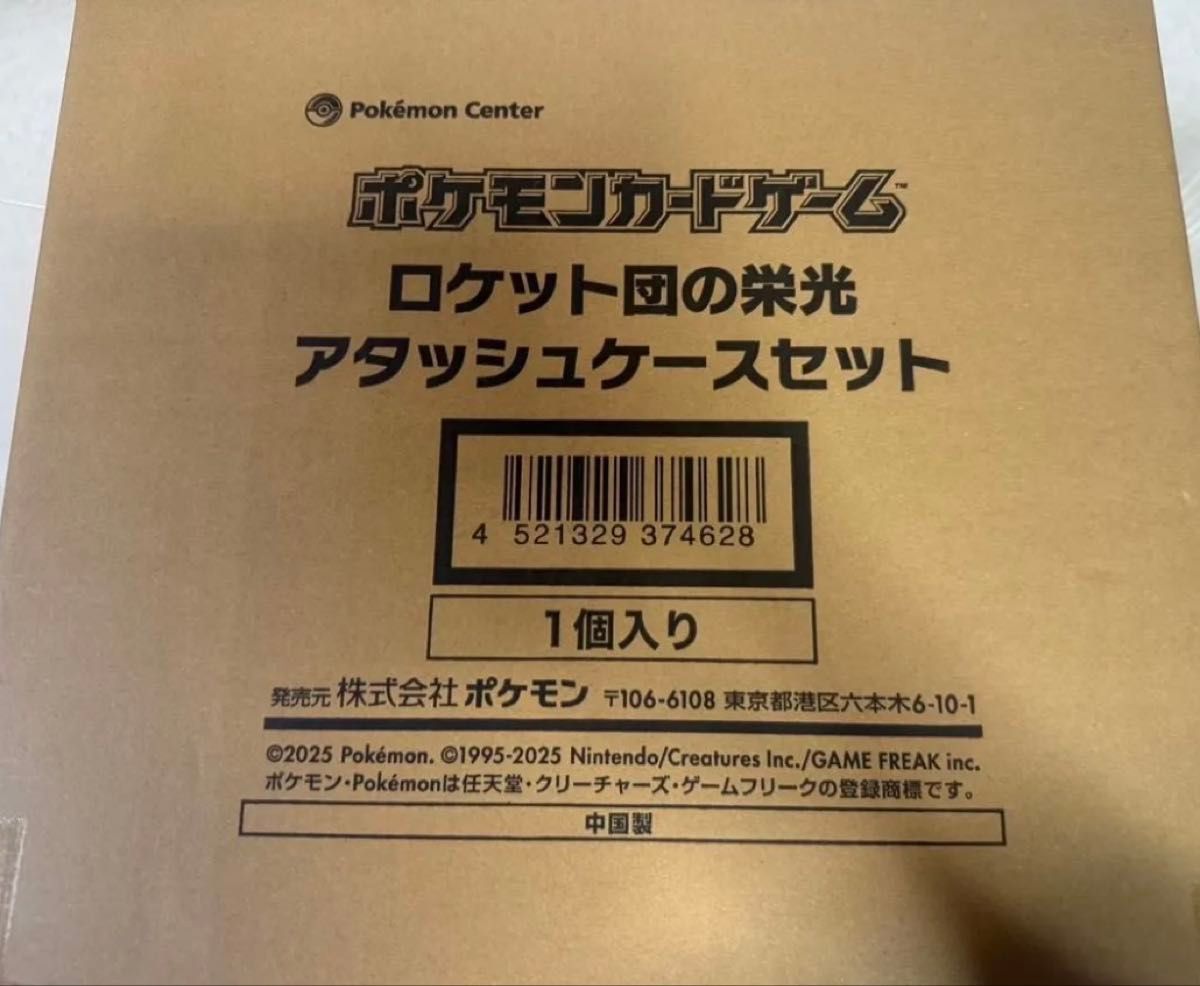 Pokémon Center
ポケモンカードゲーム™
ロケット団の栄光
アタッシュケースセット
4 521329 374628
1個入り
発売元 株式会社 ポケモン 〒106-6108 東京都港区六本木6-10-1
©2025 Pokémon. ©1995-2025 Nintendo/Creatures Inc./GAME FREAK inc.
ポケモン・Pokémonは任天堂・クリーチャーズ・ゲームフリークの登録商標です。
中国製